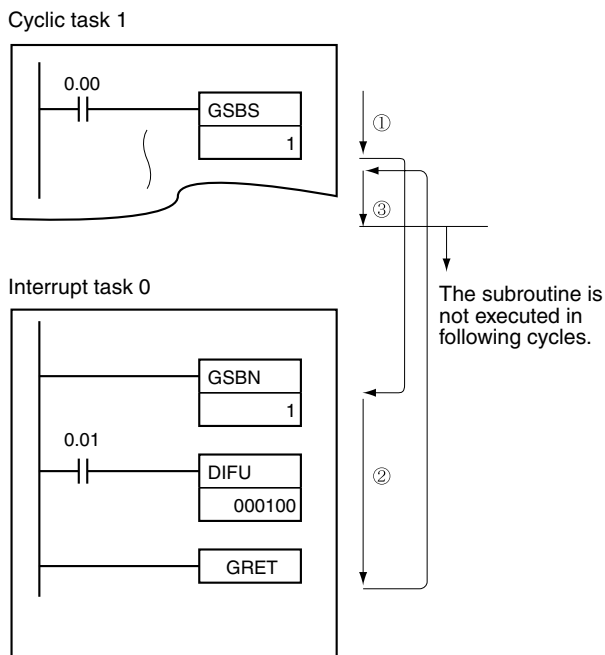 Cyclic task 1
0.00
GSBS
1
①
③
The subroutine is
not executed in
following cycles.
Interrupt task 0
GSBN
1
0.01
DIFU
000100
②
GRET